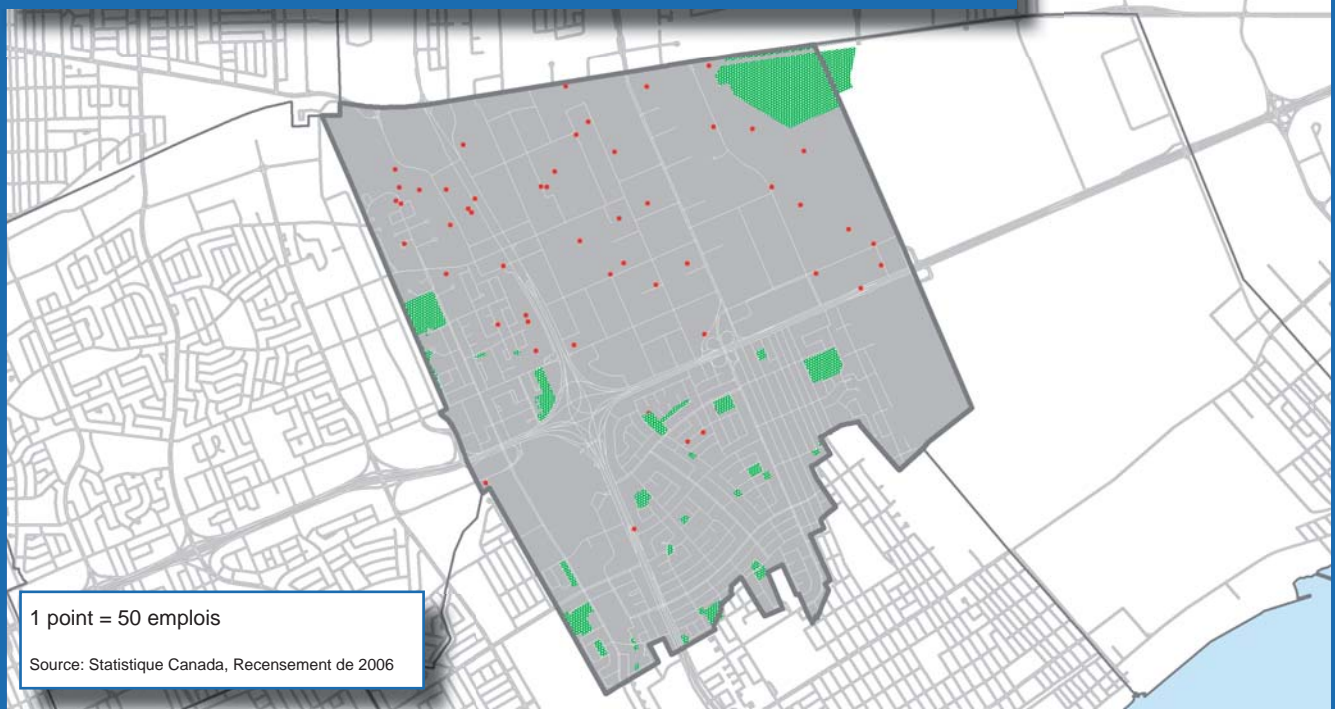 1 point = 50 emplois
Source: Statistique Canada, Recensement de 2006